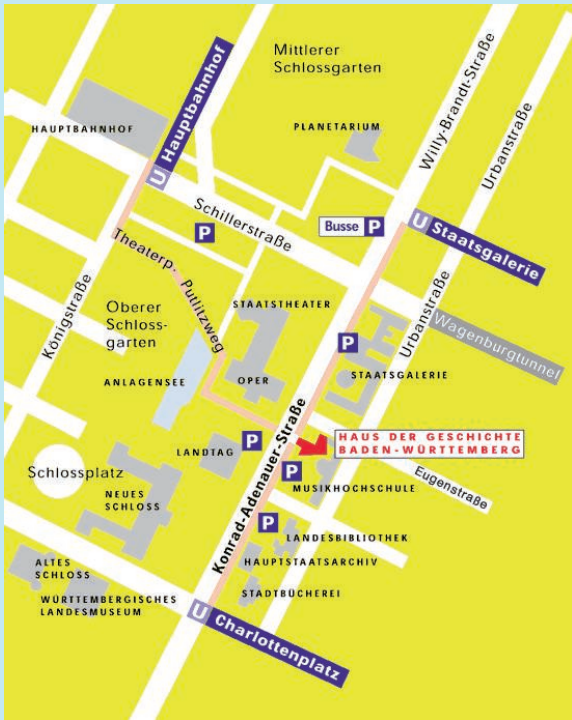 Mittlerer
Schlossgarten
Willy-Brandt-Straße
U Hauptbahnhof
HAUPTBAHNHOF
PLANETARIUM
Urbanstraße
Schillerstraße
Busse P
P
U Staatsgalerie
Theaterp.
Putlitzweg
Königstraße
Oberer
Schloss-
garten
STAATSTHEATER
Urbanstraße
Wagenburgtunnel
P
STAATSGALERIE
ANLAGENSEE
OPER
Konrad-Adenauer-Straße
HAUS DER GESCHICHTE
BADEN-WÜRTTEMBERG
P
LANDTAG
Schlossplatz
P
MUSIKHOCHSCHULE
Eugenstraße
NEUES
SCHLOSS
P
LANDESBIBLIOTHEK
HAUPTSTAATSARCHIV
ALTES
SCHLOSS
STADTBÜCHEREI
WÜRTTEMBERGISCHES
LANDESMUSEUM
U Charlottenplatz